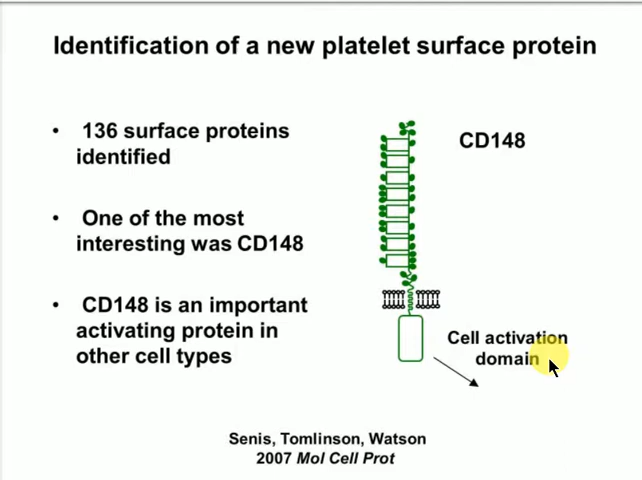 Identification of a new platelet surface protein
• 136 surface proteins
identified
• One of the most
interesting was CD148
• CD148 is an important
activating protein in
other cell types
CD148
Cell activation
domain
Senis, Tomlinson, Watson
2007 Mol Cell Prot